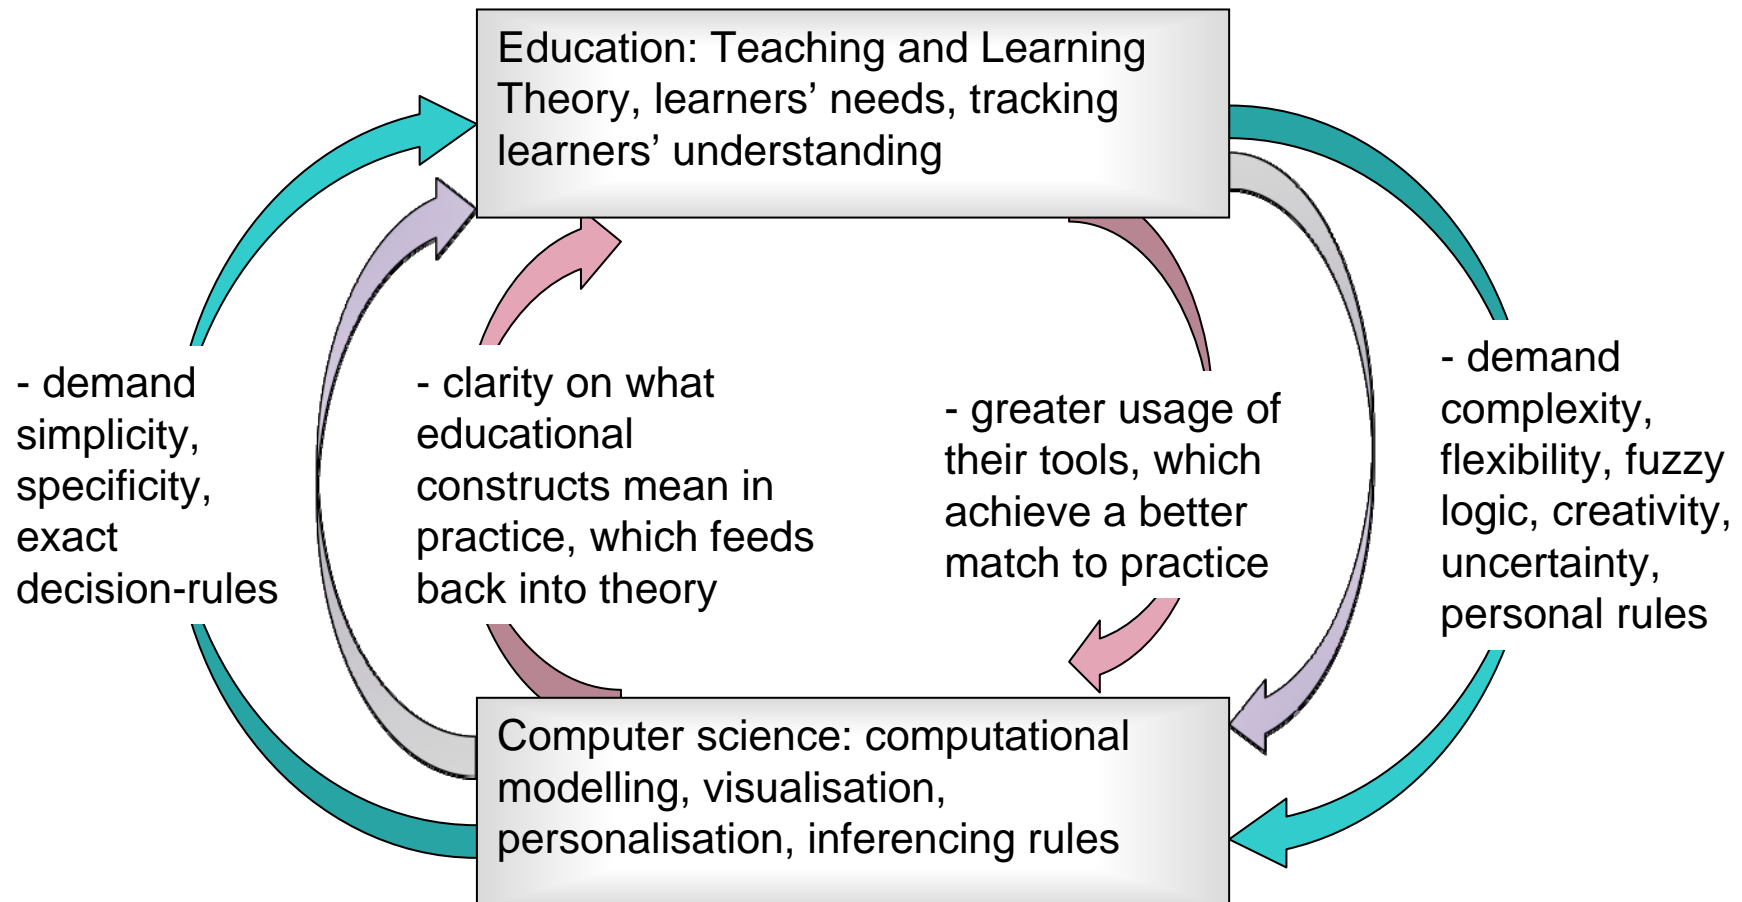 Education: Teaching and Learning
Theory, learners’ needs, tracking
learners’ understanding
- demand
simplicity,
specificity,
exact
decision-rules
- clarity on what
educational
constructs mean in
practice, which feeds
back into theory
- greater usage of
their tools, which
achieve a better
match to practice
- demand
complexity,
flexibility, fuzzy
logic, creativity,
uncertainty,
personal rules
Computer science: computational
modelling, visualisation,
personalisation, inferencing rules